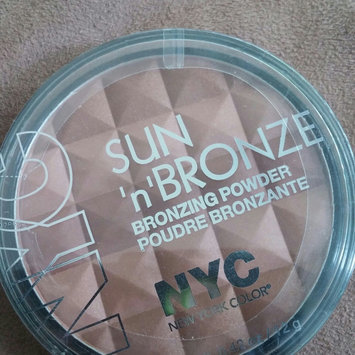 SUN
'n'BRONZE
BRONZING POWDER
POUDRE BRONZANTE
NYC
NEW YORK COLOR®